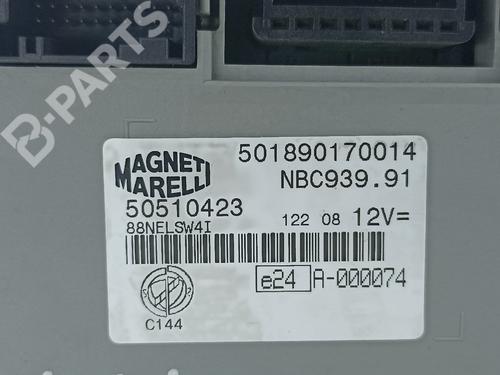 B-PARTS
MAGNETI MARELLI
501890170014
NBC939.91
50510423
88NELSW4I
122 08 12V=
e24 A-000074
C144